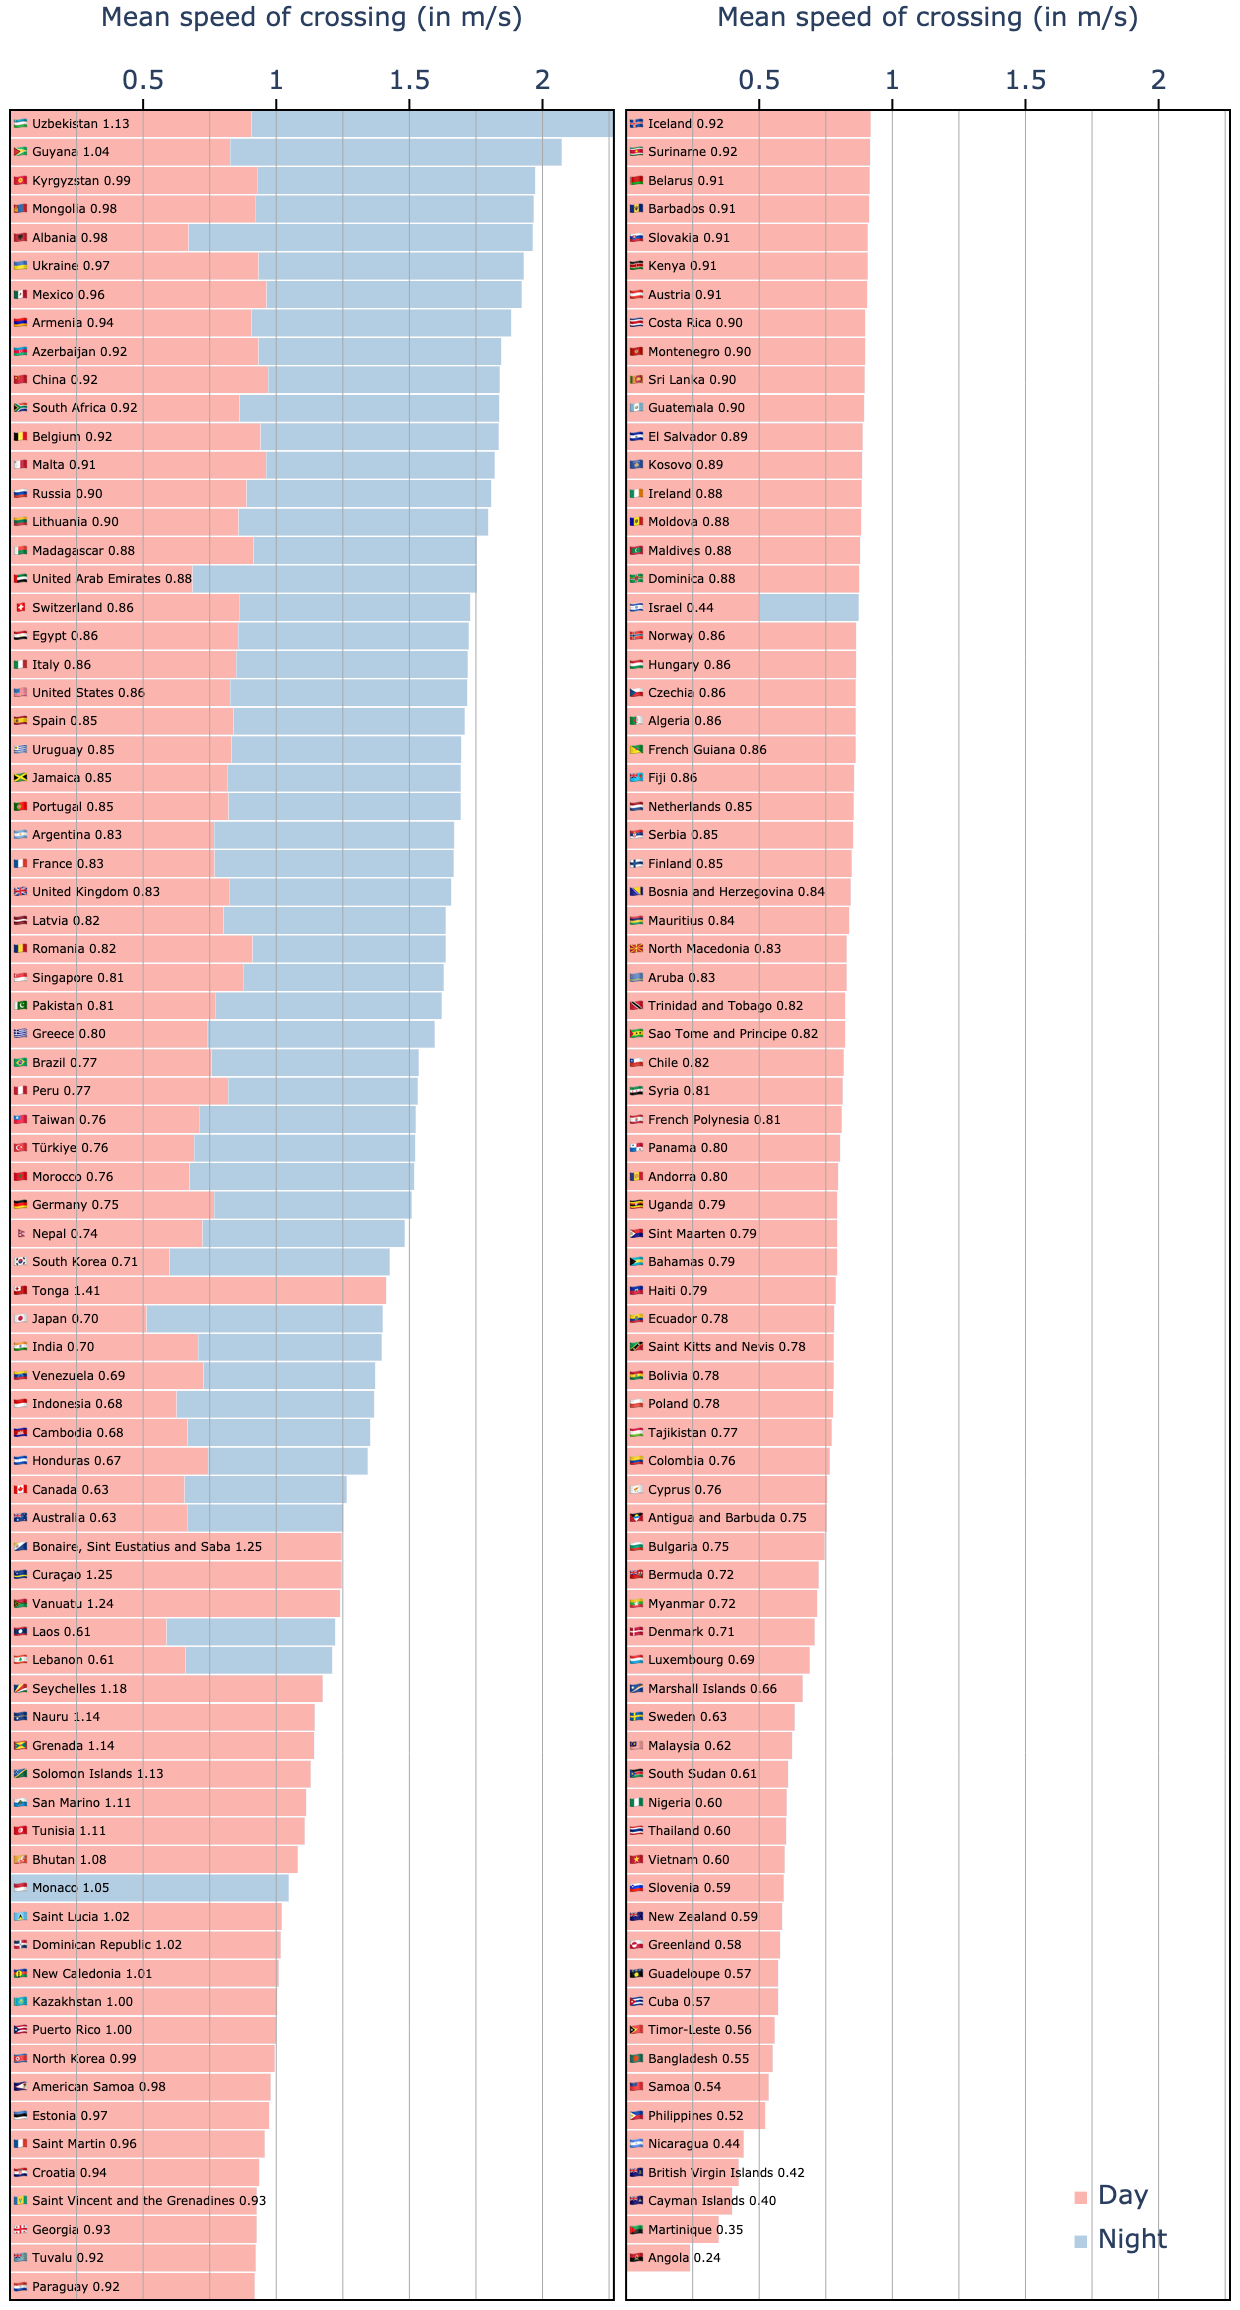 Mean speed of crossing (in m/s)
0.5 1 1.5 2
Uzbekistan 1.13
Guyana 1.04
Kyrgyzstan 0.99
Mongolia 0.98
Albania 0.98
Ukraine 0.97
Mexico 0.96
Armenia 0.94
Azerbaijan 0.92
China 0.92
South Africa 0.92
Belgium 0.92
Malta 0.91
Russia 0.90
Lithuania 0.90
Madagascar 0.88
United Arab Emirates 0.88
Switzerland 0.86
Egypt 0.86
Italy 0.86
United States 0.86
Spain 0.85
Uruguay 0.85
Jamaica 0.85
Portugal 0.85
Argentina 0.83
France 0.83
United Kingdom 0.83
Latvia 0.82
Romania 0.82
Singapore 0.81
Pakistan 0.81
Greece 0.80
Brazil 0.77
Peru 0.77
Taiwan 0.76
Türkiye 0.76
Morocco 0.76
Germany 0.75
Nepal 0.74
South Korea 0.71
Tonga 1.41
Japan 0.70
India 0.70
Venezuela 0.69
Indonesia 0.68
Cambodia 0.68
Honduras 0.67
Canada 0.63
Australia 0.63
Bonaire, Sint Eustatius and Saba 1.25
Curaçao 1.25
Vanuatu 1.24
Laos 0.61
Lebanon 0.61
Seychelles 1.18
Nauru 1.14
Grenada 1.14
Solomon Islands 1.13
San Marino 1.11
Tunisia 1.11
Bhutan 1.08
Monaco 1.05
Saint Lucia 1.02
Dominican Republic 1.02
New Caledonia 1.01
Kazakhstan 1.00
Puerto Rico 1.00
North Korea 0.99
American Samoa 0.98
Estonia 0.97
Saint Martin 0.96
Croatia 0.94
Saint Vincent and the Grenadines 0.93
Georgia 0.93
Tuvalu 0.92
Paraguay 0.92
Mean speed of crossing (in m/s)
0.5 1 1.5 2
Iceland 0.92
Suriname 0.92
Belarus 0.91
Barbados 0.91
Slovakia 0.91
Kenya 0.91
Austria 0.91
Costa Rica 0.90
Montenegro 0.90
Sri Lanka 0.90
Guatemala 0.90
El Salvador 0.89
Kosovo 0.89
Ireland 0.88
Moldova 0.88
Maldives 0.88
Dominica 0.88
Israel 0.44
Norway 0.86
Hungary 0.86
Czechia 0.86
Algeria 0.86
French Guiana 0.86
Fiji 0.86
Netherlands 0.85
Serbia 0.85
Finland 0.85
Bosnia and Herzegovina 0.84
Mauritius 0.84
North Macedonia 0.83
Aruba 0.83
Trinidad and Tobago 0.82
Sao Tome and Principe 0.82
Chile 0.82
Syria 0.81
French Polynesia 0.81
Panama 0.80
Andorra 0.80
Uganda 0.79
Sint Maarten 0.79
Bahamas 0.79
Haiti 0.79
Ecuador 0.78
Saint Kitts and Nevis 0.78
Bolivia 0.78
Poland 0.78
Tajikistan 0.77
Colombia 0.76
Cyprus 0.76
Antigua and Barbuda 0.75
Bulgaria 0.75
Bermuda 0.72
Myanmar 0.72
Denmark 0.71
Luxembourg 0.69
Marshall Islands 0.66
Sweden 0.63
Malaysia 0.62
South Sudan 0.61
Nigeria 0.60
Thailand 0.60
Vietnam 0.60
Slovenia 0.59
New Zealand 0.59
Greenland 0.58
Guadeloupe 0.57
Cuba 0.57
Timor-Leste 0.56
Bangladesh 0.55
Samoa 0.54
Philippines 0.52
Nicaragua 0.44
British Virgin Islands 0.42
Cayman Islands 0.40
Martinique 0.35
Angola 0.24
Day
Night